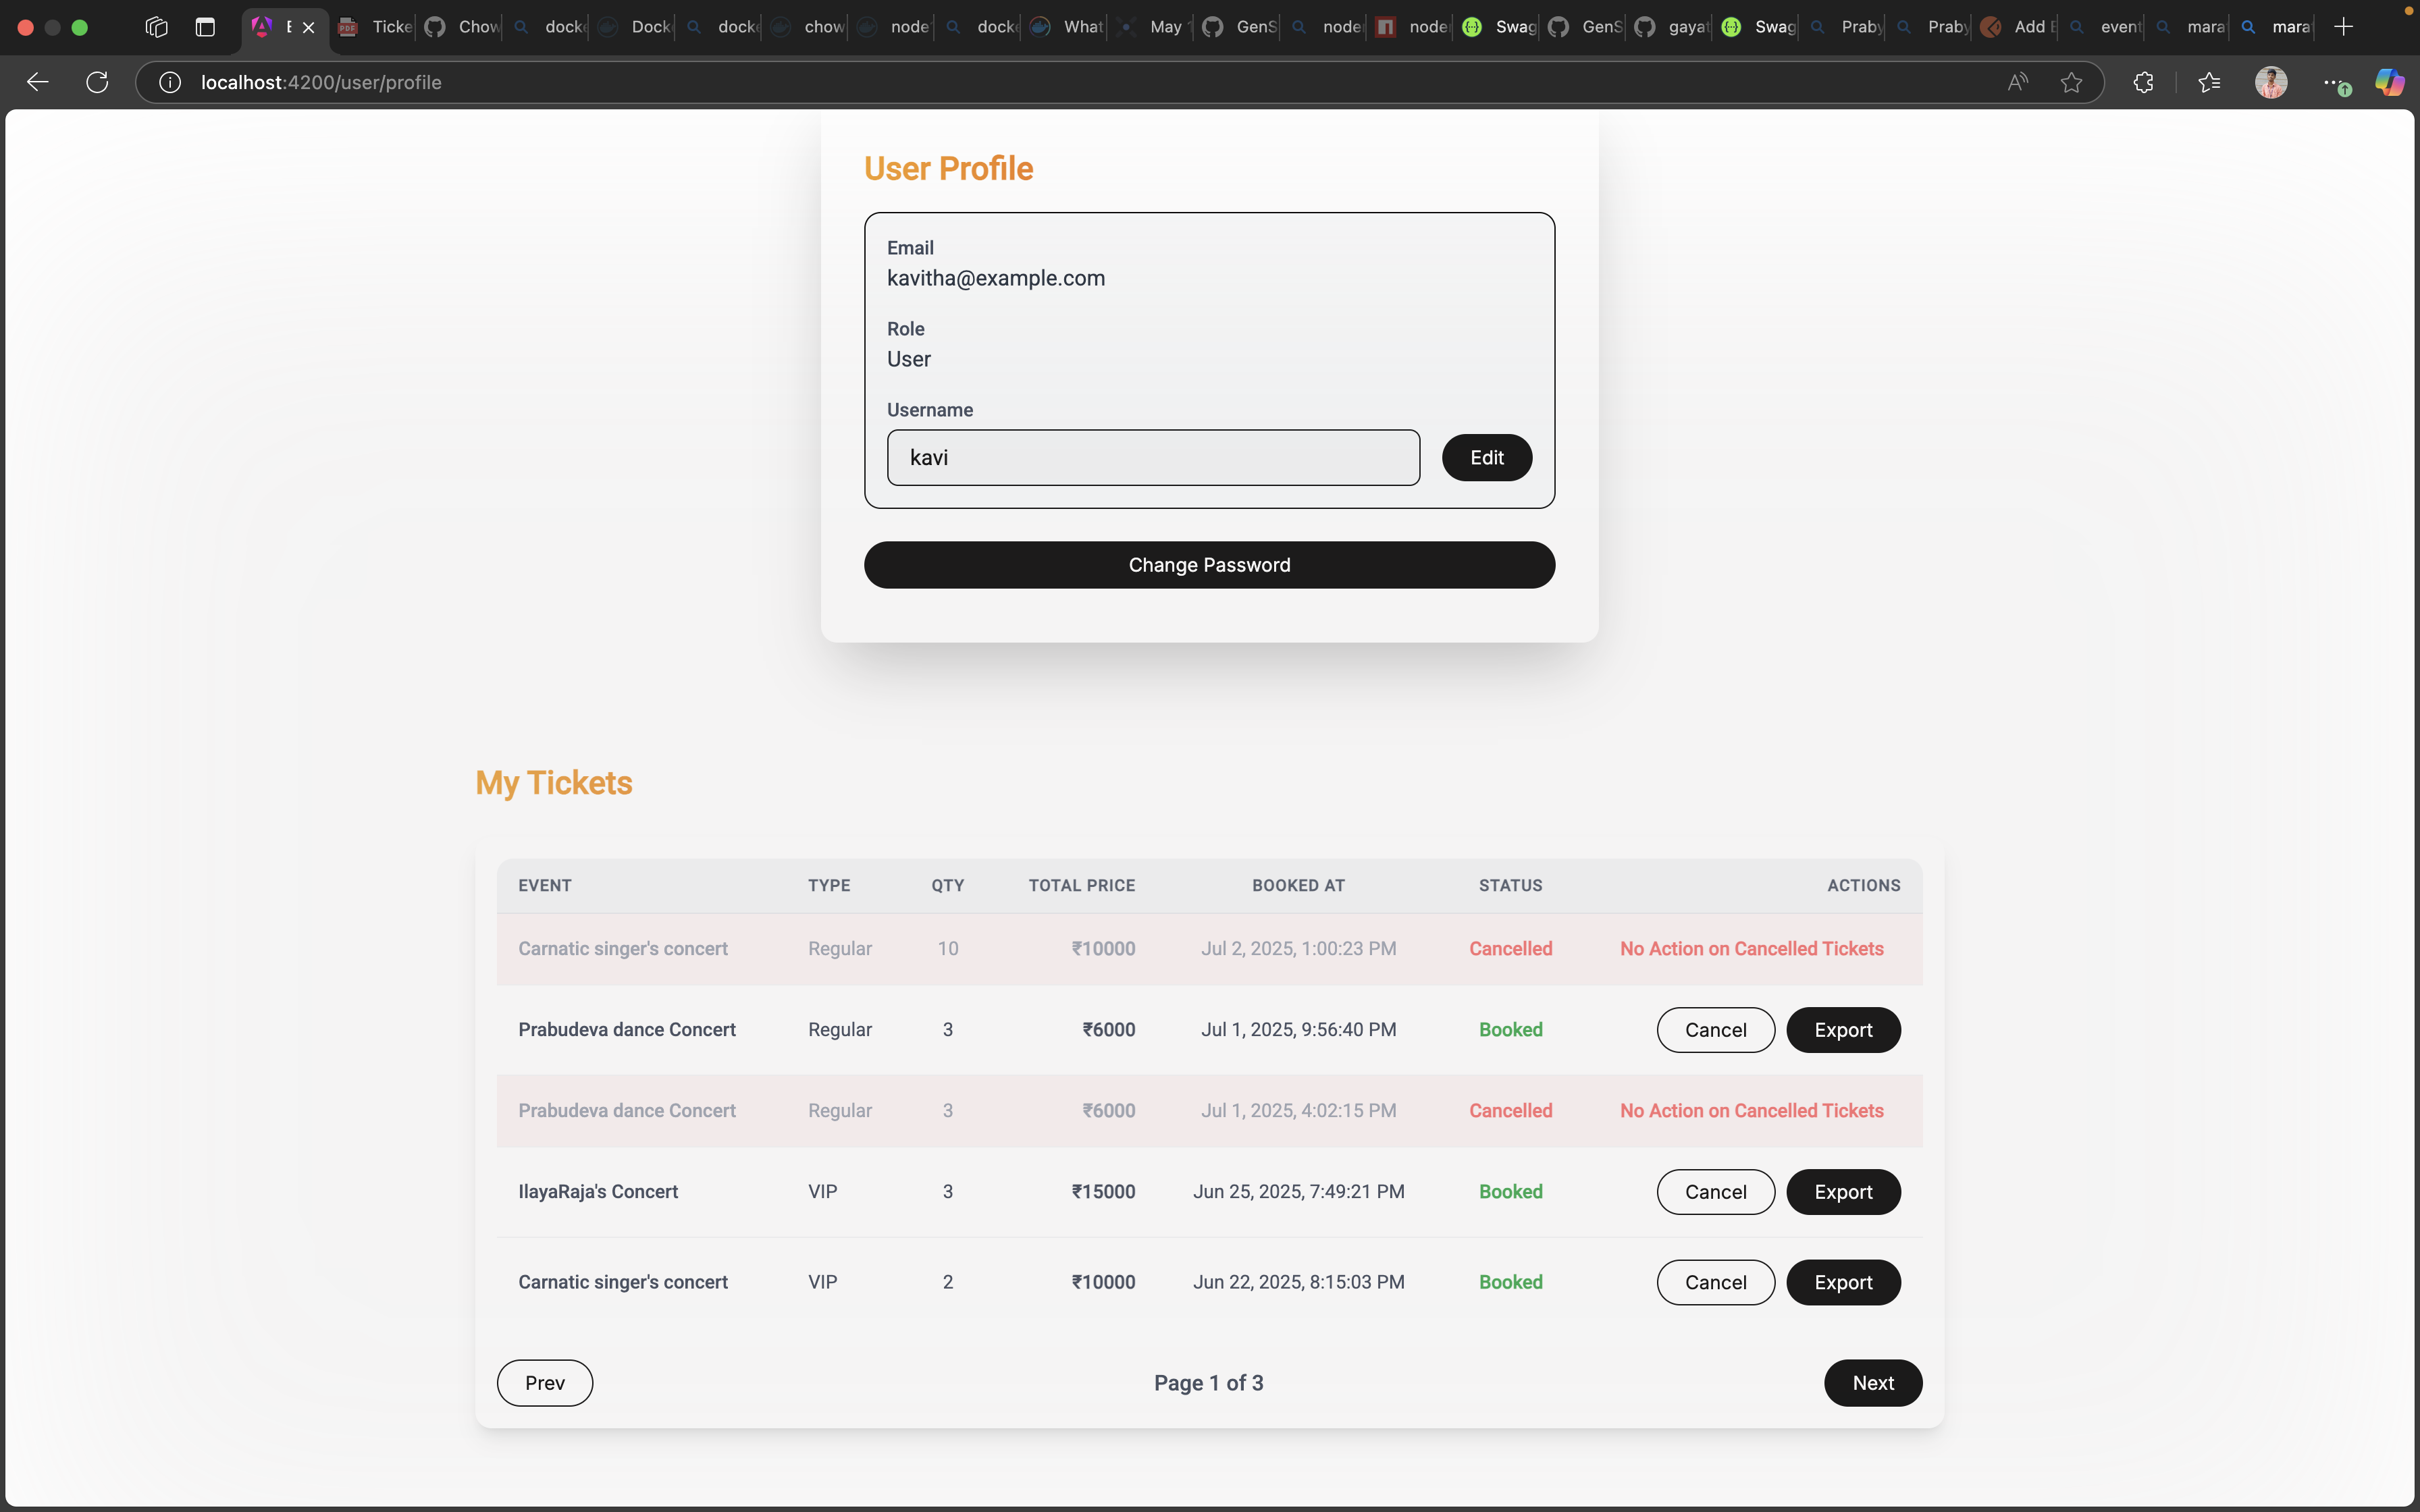 E Ticke Chow docke Dock docke chow node docke What May GenS node node Swag GenS gayat Swag Praby Praby Add E event mara mara
localhost:4200/user/profile
User Profile
Email
kavitha@example.com
Role
User
Username
kavi Edit
Change Password
My Tickets
EVENT TYPE QTY TOTAL PRICE BOOKED AT STATUS ACTIONS
Carnatic singer's concert Regular 10 ₹10000 Jul 2, 2025, 1:00:23 PM Cancelled No Action on Cancelled Tickets
Prabudeva dance Concert Regular 3 ₹6000 Jul 1, 2025, 9:56:40 PM Booked Cancel Export
Prabudeva dance Concert Regular 3 ₹6000 Jul 1, 2025, 4:02:15 PM Cancelled No Action on Cancelled Tickets
IlayaRaja's Concert VIP 3 ₹15000 Jun 25, 2025, 7:49:21 PM Booked Cancel Export
Carnatic singer's concert VIP 2 ₹10000 Jun 22, 2025, 8:15:03 PM Booked Cancel Export
Prev Page 1 of 3 Next